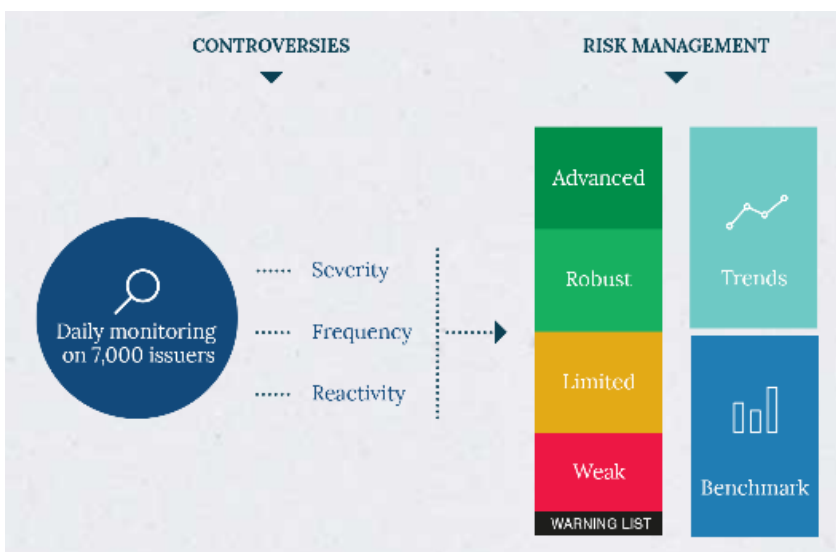 CONTROVERSIES
RISK MANAGEMENT
Daily monitoring
on 7,000 issuers
Severity
Frequency
Reactivity
Advanced
Robust
Limited
Weak
WARNING LIST
Trends
Benchmark